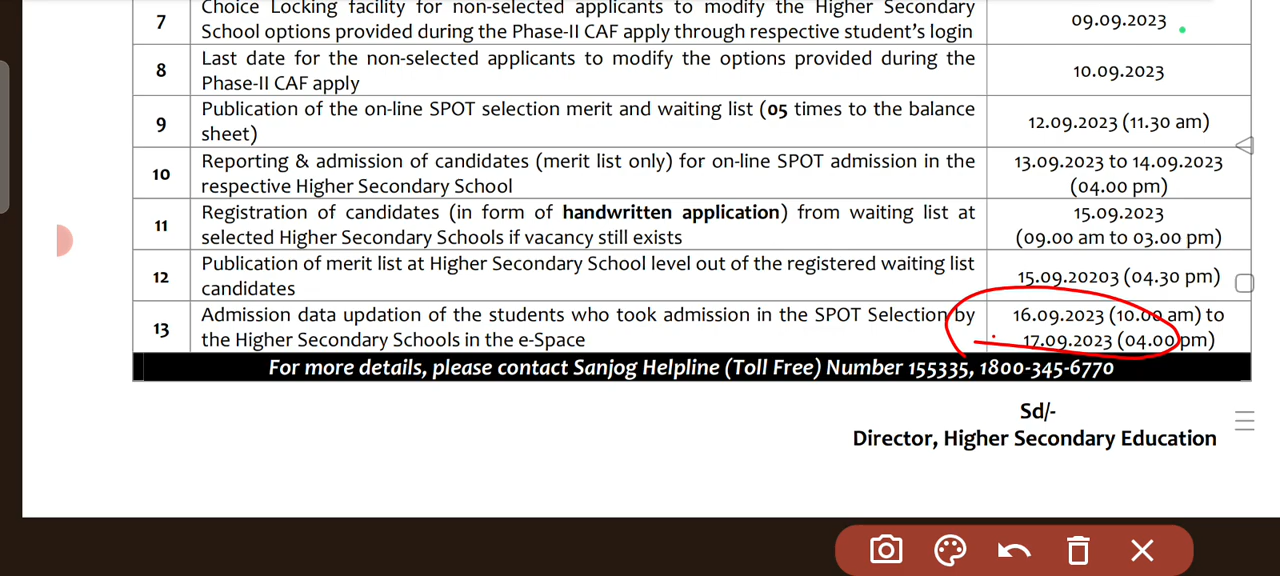 7
Choice Locking facility for non-selected applicants to modify the Higher Secondary
School options provided during the Phase-II CAF apply through respective student's login
09.09.2023
8
Last date for the non-selected applicants to modify the options provided during the
Phase-II CAF apply
10.09.2023
9
Publication of the on-line SPOT selection merit and waiting list (05 times to the balance
sheet)
12.09.2023 (11.30 am)
10
Reporting & admission of candidates (merit list only) for on-line SPOT admission in the
respective Higher Secondary School
13.09.2023 to 14.09.2023
(04.00 pm)
11
Registration of candidates (in form of handwritten application) from waiting list at
selected Higher Secondary Schools if vacancy still exists
15.09.2023
(09.00 am to 03.00 pm)
12
Publication of merit list at Higher Secondary School level out of the registered waiting list
candidates
15.09.20203 (04.30 pm)
13
Admission data updation of the students who took admission in the SPOT Selection by
the Higher Secondary Schools in the e-Space
16.09.2023 (10.00 am) to
17.09.2023 (04.00 pm)
For more details, please contact Sanjog Helpline (Toll Free) Number 155335, 1800-345-6770
Sd/-
Director, Higher Secondary Education